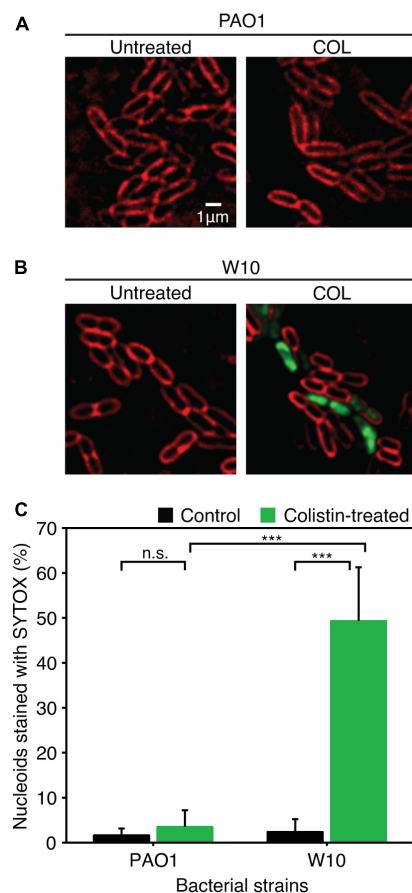 A
PAO1
Untreated COL
1μm
B
W10
Untreated COL
C
Control Colistin-treated
70
60
50
40
30
20
10
0
Nucleoids stained with SYTOX (%)
n.s.
***
***
PAO1 W10
Bacterial strains